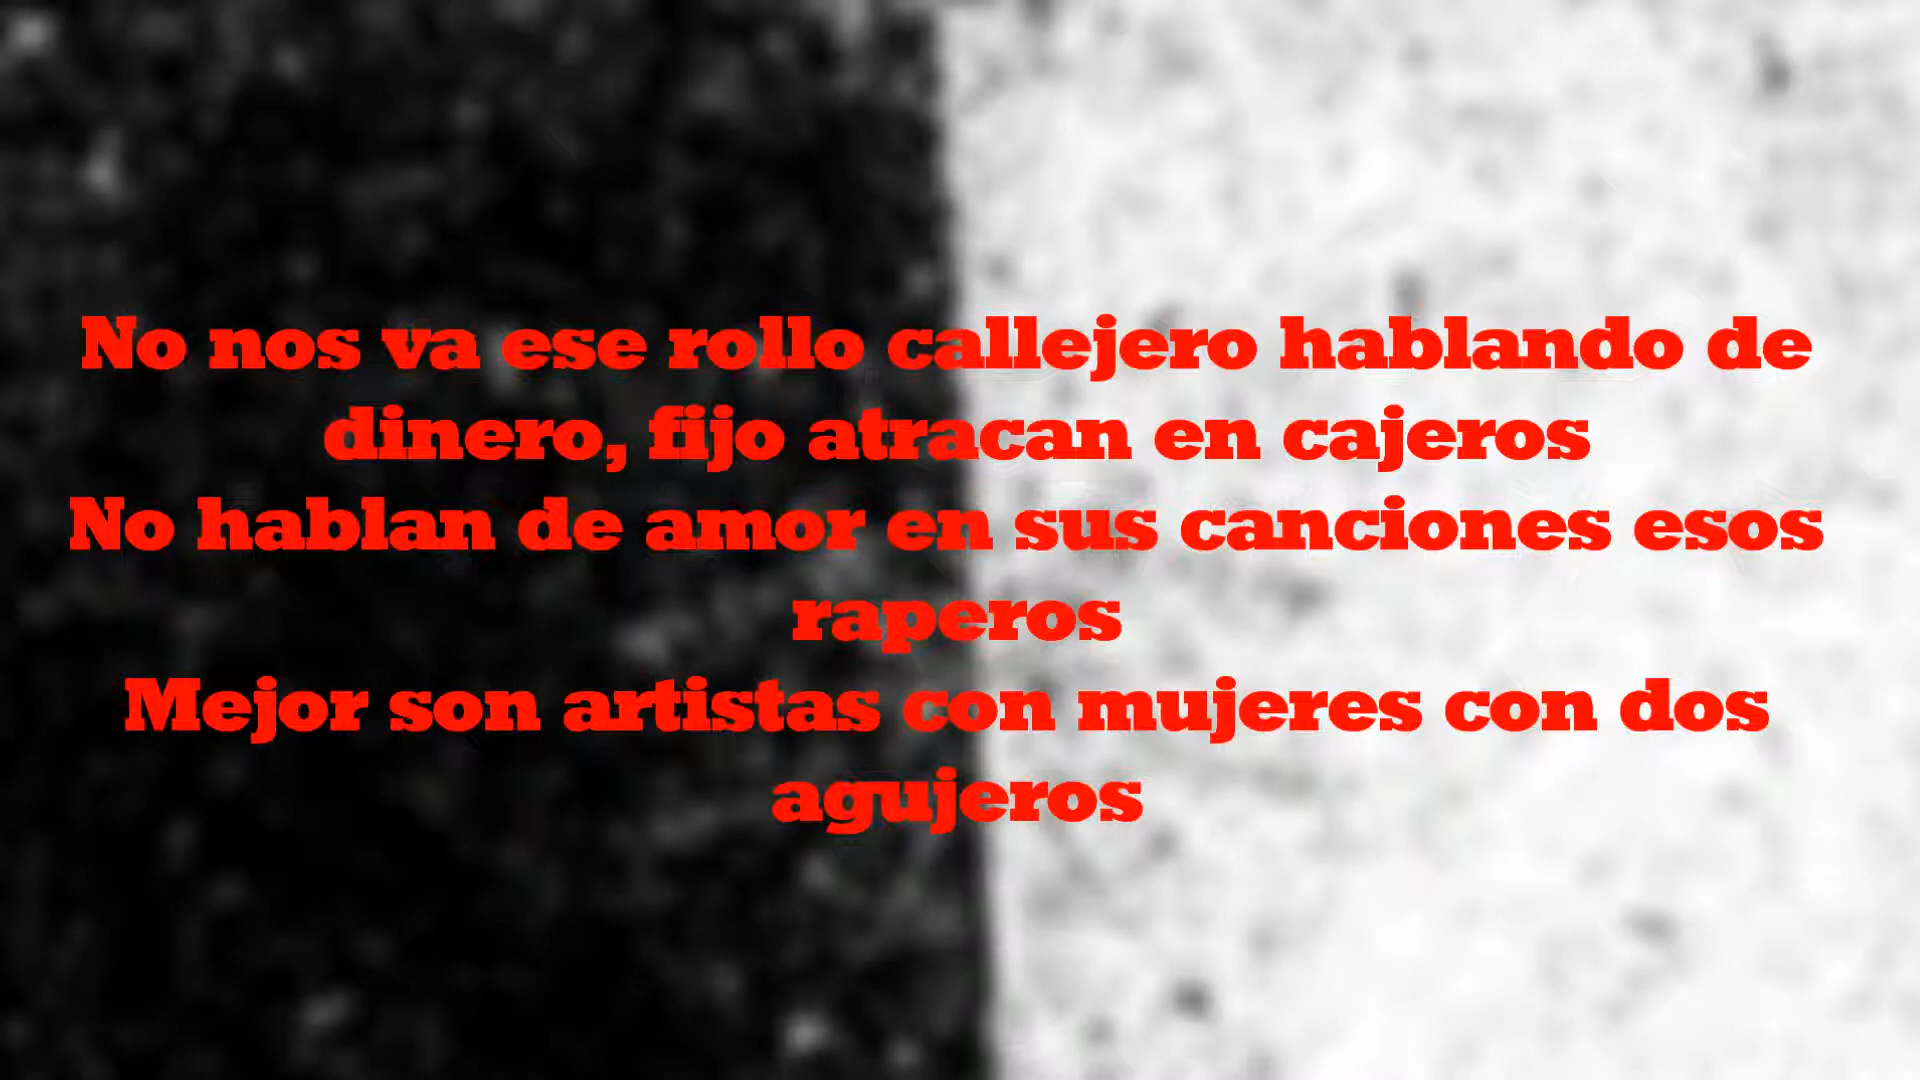 No nos va ese rollo callejero hablando de
dinero, fijo atracan en cajeros
No hablan de amor en sus canciones esos
raperos
Mejor son artistas con mujeres con dos
agujeros